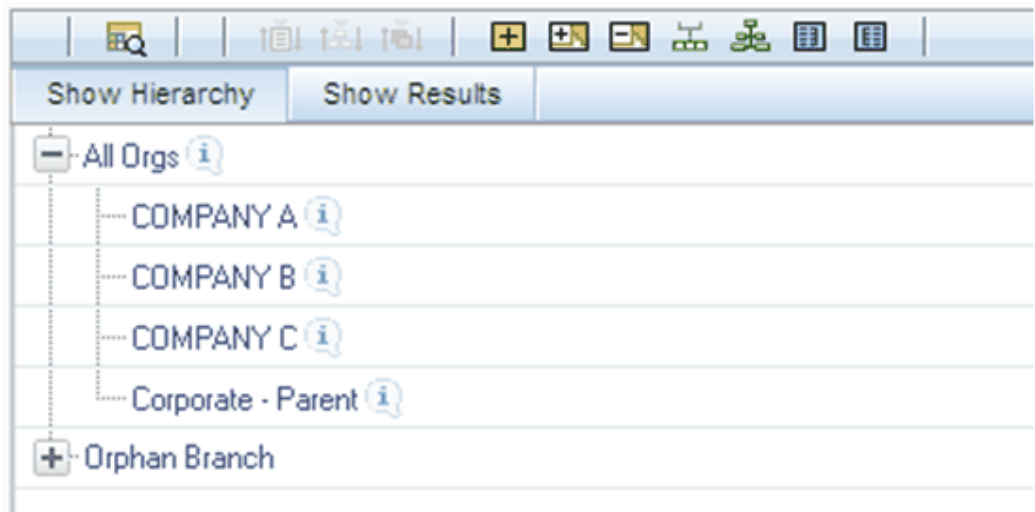 Show Hierarchy Show Results
All Orgs
COMPANY A
COMPANY B
COMPANY C
Corporate - Parent
Orphan Branch